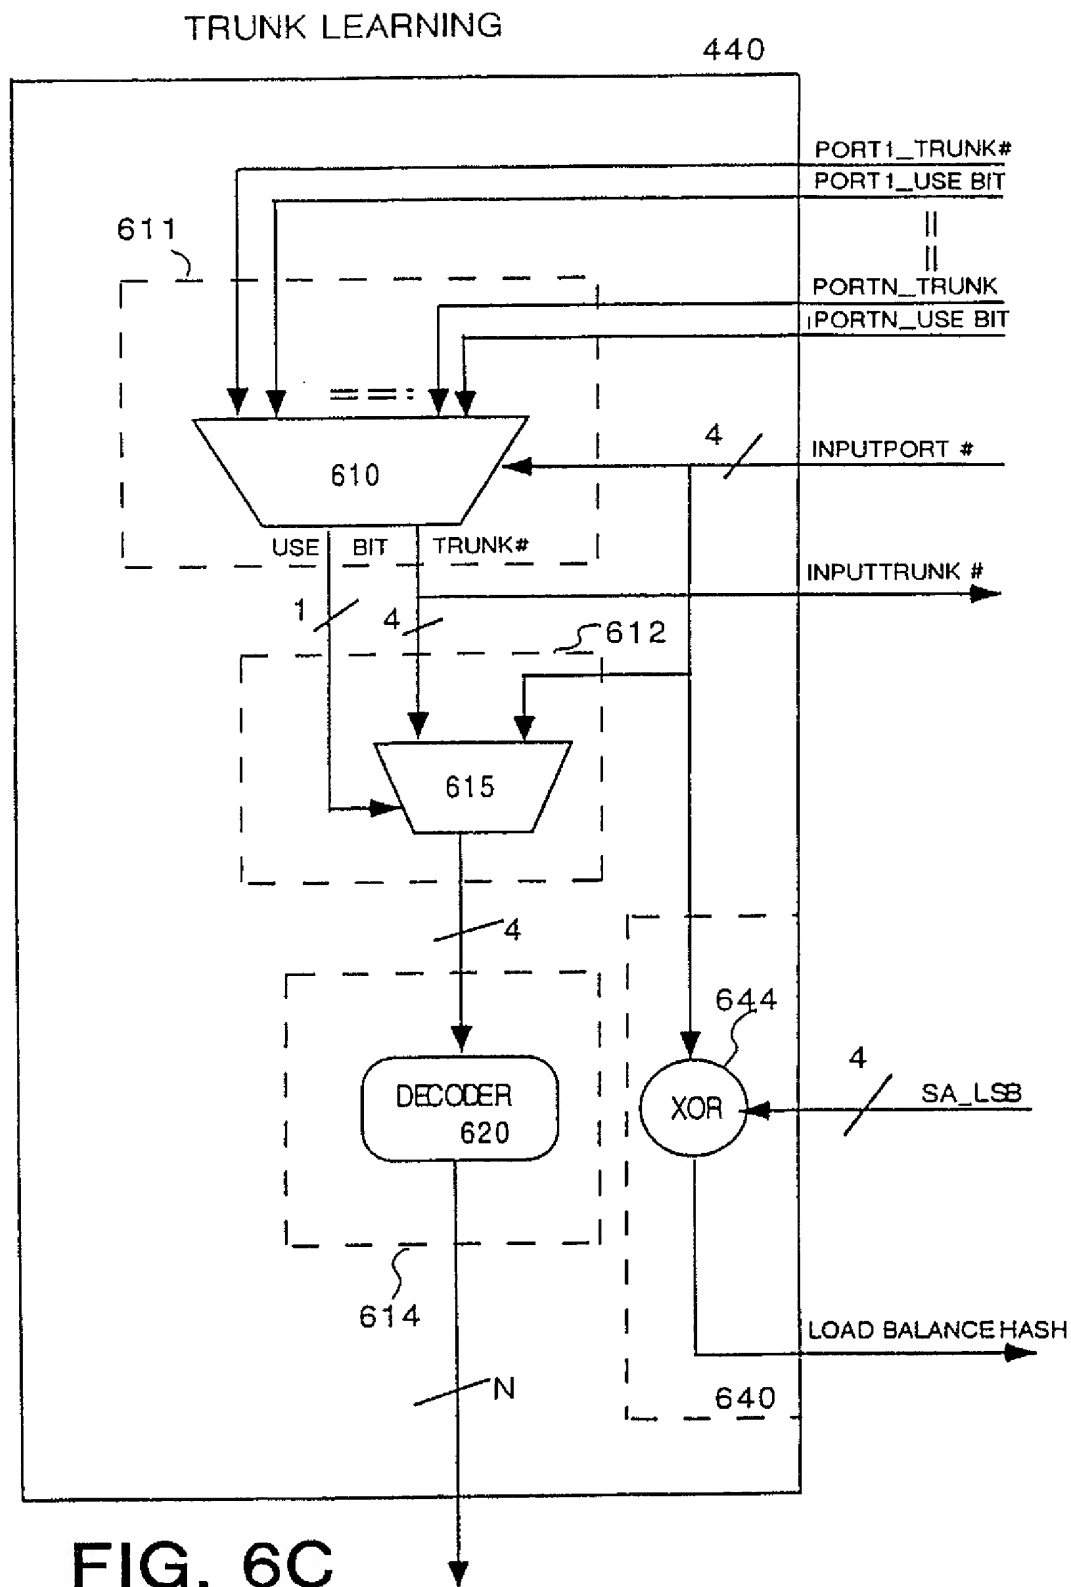 TRUNK LEARNING
440
PORT1_TRUNK#
PORT1_USE BIT
611
PORTN_TRUNK
PORTN_USE BIT
4
INPUTPORT #
610
USE BIT TRUNK#
INPUTTRUNK #
1
4
612
615
4
644
4
SA_LSB
DECODER
620
XOR
614
LOAD BALANCE HASH
N
640
FIG. 6C